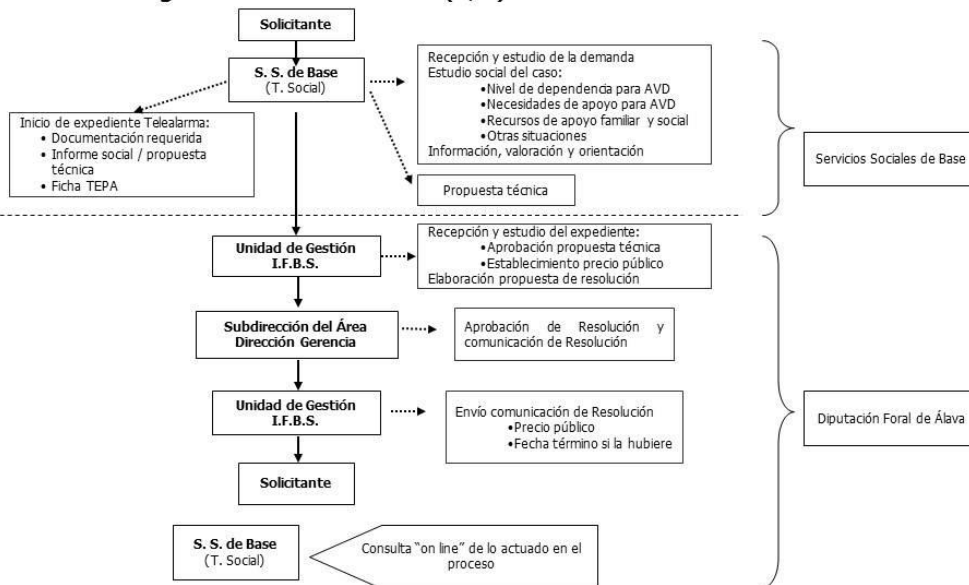 Solicitante
S. S. de Base
(T. Social)
Recepción y estudio de la demanda
Estudio social del caso:
•Nivel de dependencia para AVD
•Necesidades de apoyo para AVD
•Recursos de apoyo familiar y social
•Otras situaciones
Información, valoración y orientación
Inicio de expediente Telealarma:
• Documentación requerida
• Informe social / propuesta
técnica
• Ficha TEPA
Propuesta técnica
Servicios Sociales de Base
Unidad de Gestión
I.F.B.S.
Recepción y estudio del expediente:
•Aprobación propuesta técnica
•Establecimiento precio público
Elaboración propuesta de resolución
Subdirección del Área
Dirección Gerencia
Aprobación de Resolución y
comunicación de Resolución
Unidad de Gestión
I.F.B.S.
Envío comunicación de Resolución
•Precio público
•Fecha término si la hubiere
Diputación Foral de Álava
Solicitante
S. S. de Base
(T. Social)
Consulta "on line" de lo actuado en el
proceso